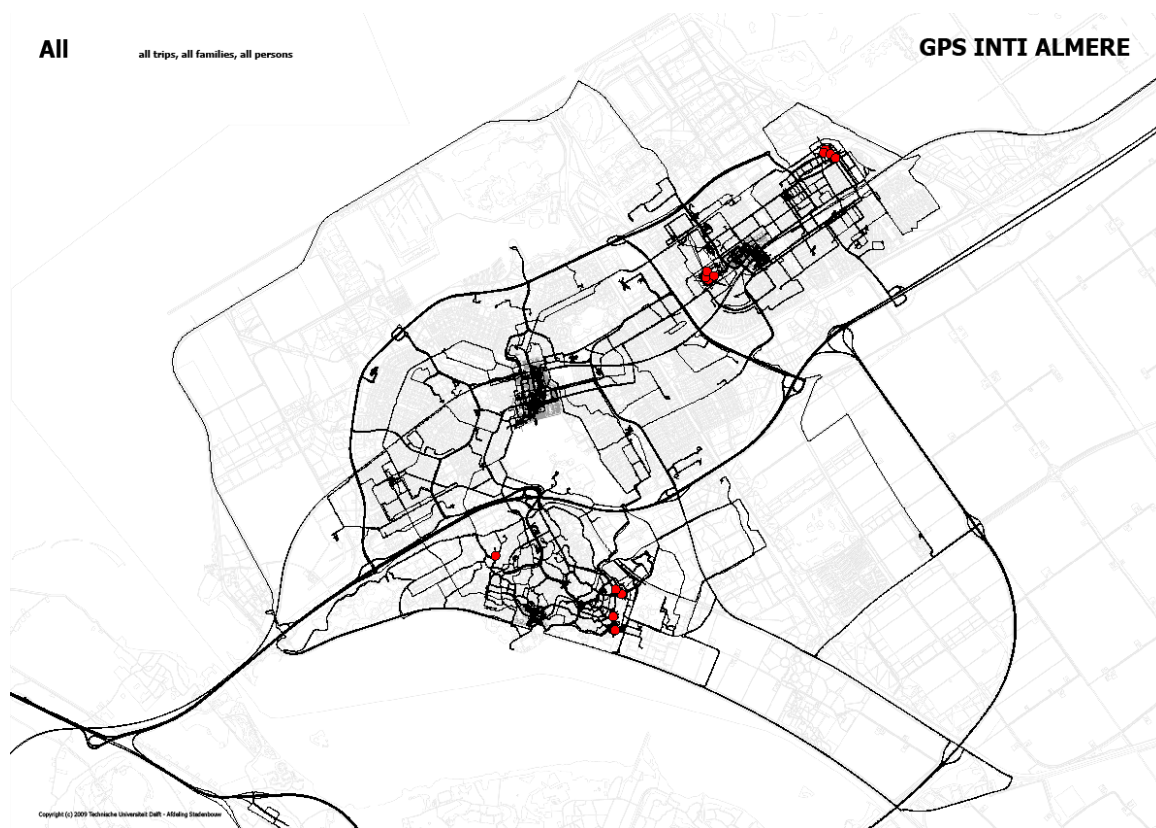 All
all trips, all families, all persons
GPS INTI ALMERE
Copyright (c) 2009 Technische Universiteit Delft - Afdeling Stedenbouw